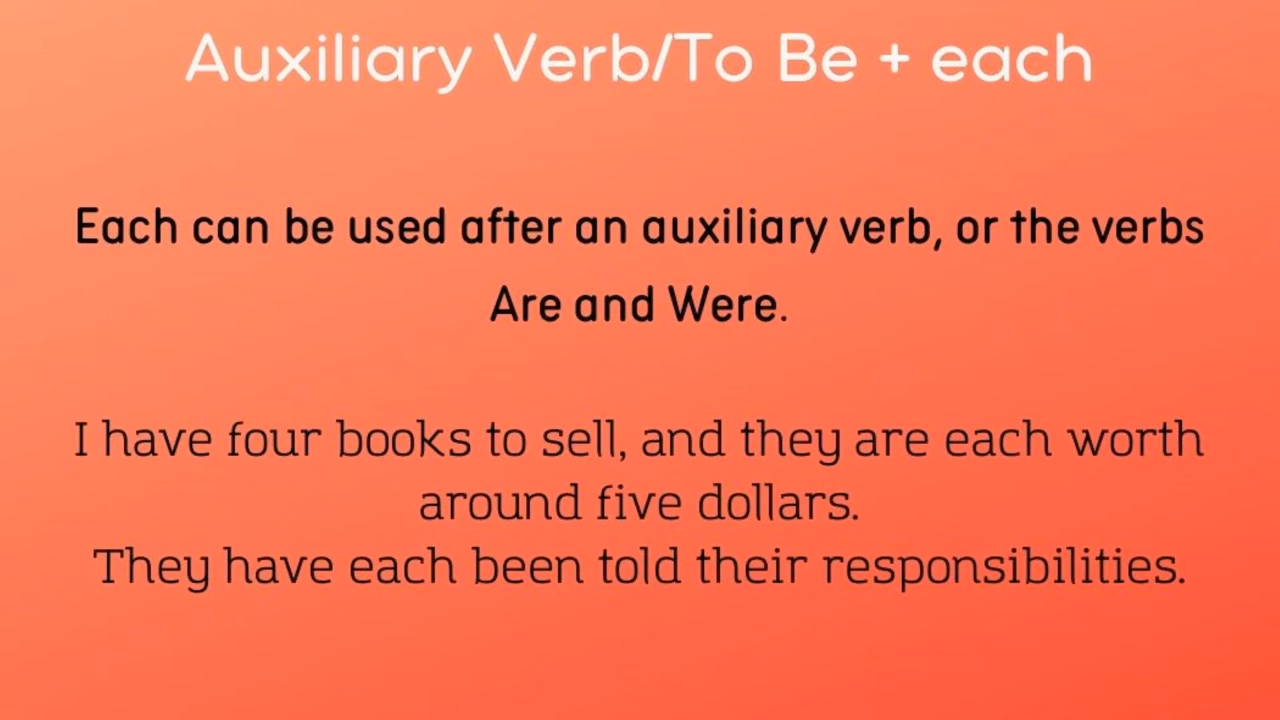 Auxiliary Verb/To Be + each
Each can be used after an auxiliary verb, or the verbs
Are and Were.
I have four books to sell, and they are each worth
around five dollars.
They have each been told their responsibilities.